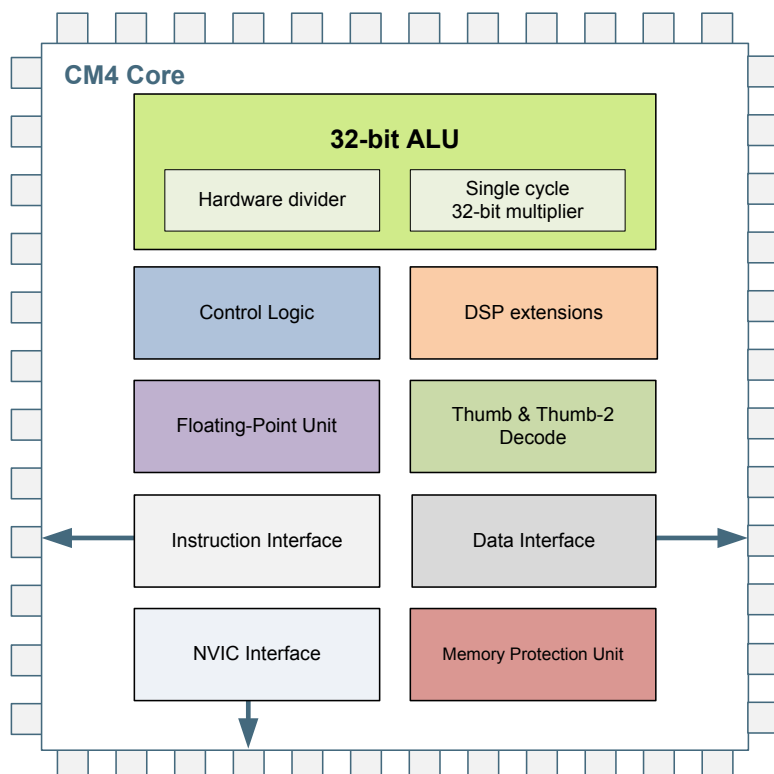 CM4 Core
32-bit ALU
Hardware divider
Single cycle
32-bit multiplier
Control Logic
DSP extensions
Floating-Point Unit
Thumb & Thumb-2
Decode
Instruction Interface
Data Interface
NVIC Interface
Memory Protection Unit